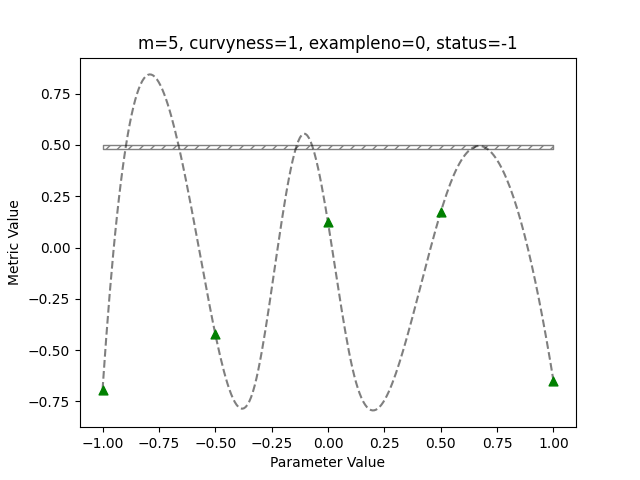 m=5, curvyness=1, exampleno=0, status=-1
Metric Value
0.75
0.50
0.25
0.00
−0.25
−0.50
−0.75
−1.00 −0.75 −0.50 −0.25 0.00 0.25 0.50 0.75 1.00
Parameter Value